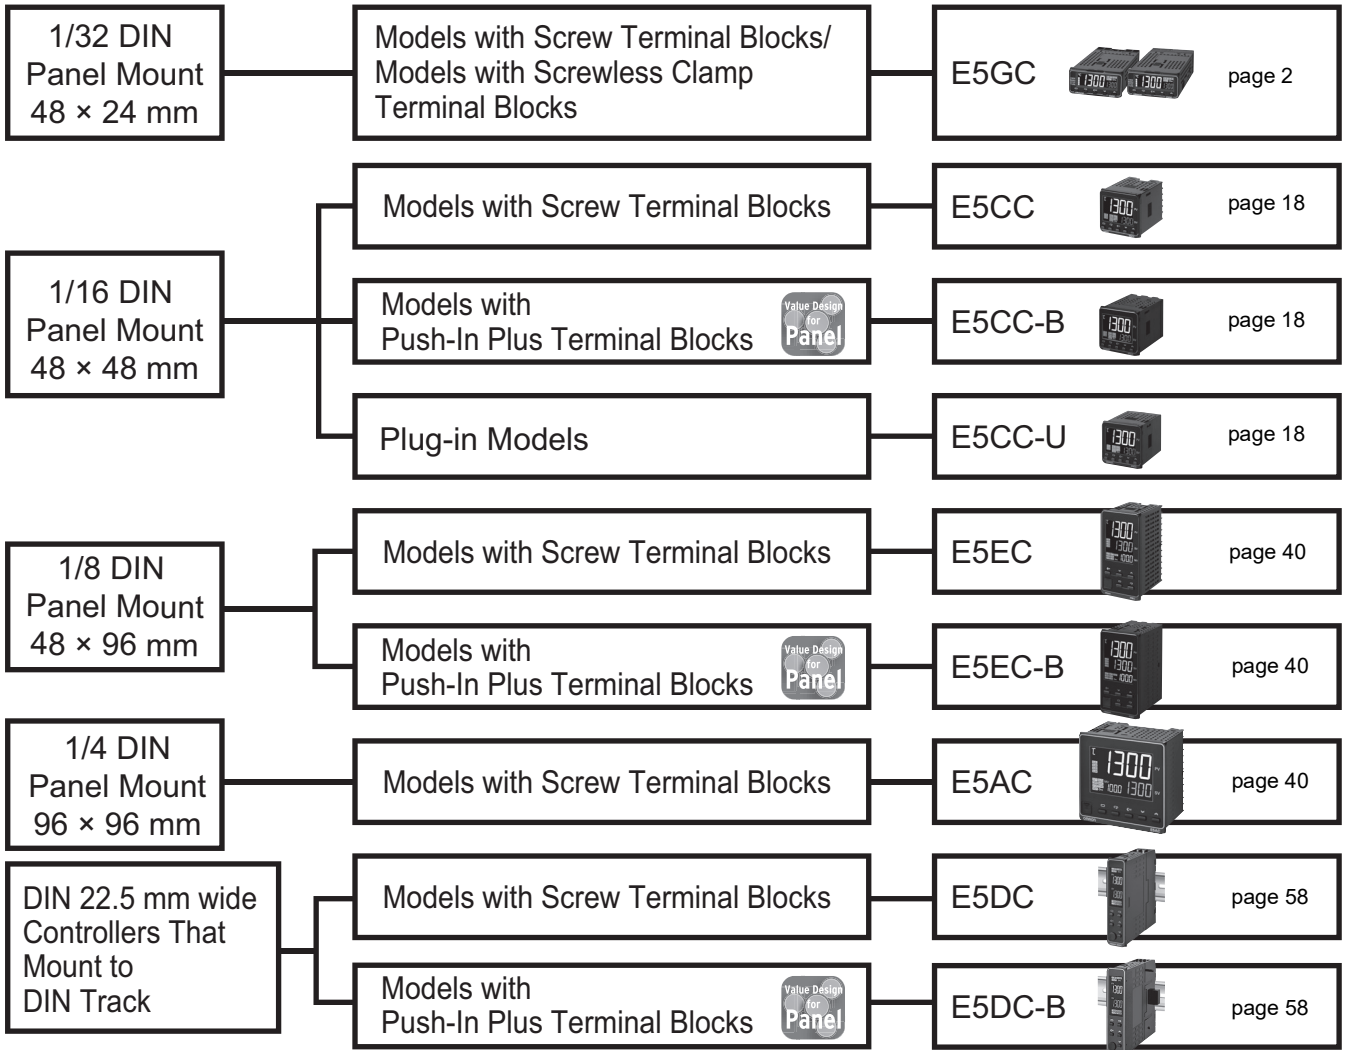 1/32 DIN
Panel Mount
48 × 24 mm
Models with Screw Terminal Blocks/
Models with Screwless Clamp
Terminal Blocks
E5GC
page 2
1/16 DIN
Panel Mount
48 × 48 mm
Models with Screw Terminal Blocks
E5CC
1300
page 18
Models with
Push-In Plus Terminal Blocks
Value Design
for
Panel
E5CC-B
1300
page 18
Plug-in Models
E5CC-U
1300
page 18
1/8 DIN
Panel Mount
48 × 96 mm
Models with Screw Terminal Blocks
E5EC
1300
1300
1000
page 40
Models with
Push-In Plus Terminal Blocks
Value Design
for
Panel
E5EC-B
1300
1300
1000
page 40
1/4 DIN
Panel Mount
96 × 96 mm
Models with Screw Terminal Blocks
E5AC
1300
1000 1300
page 40
DIN 22.5 mm wide
Controllers That
Mount to
DIN Track
Models with Screw Terminal Blocks
E5DC
page 58
Models with
Push-In Plus Terminal Blocks
Value Design
for
Panel
E5DC-B
page 58